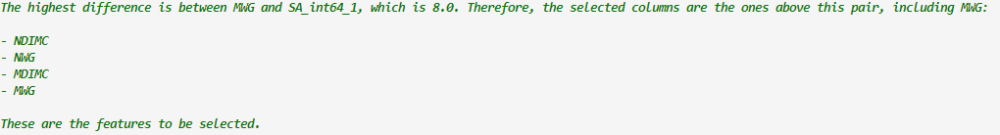 The highest difference is between MWG and SA_int64_1, which is 8.0. Therefore, the selected columns are the ones above this pair, including MWG:
- NDIMC
- NWG
- MDIMC
- MWG
These are the features to be selected.